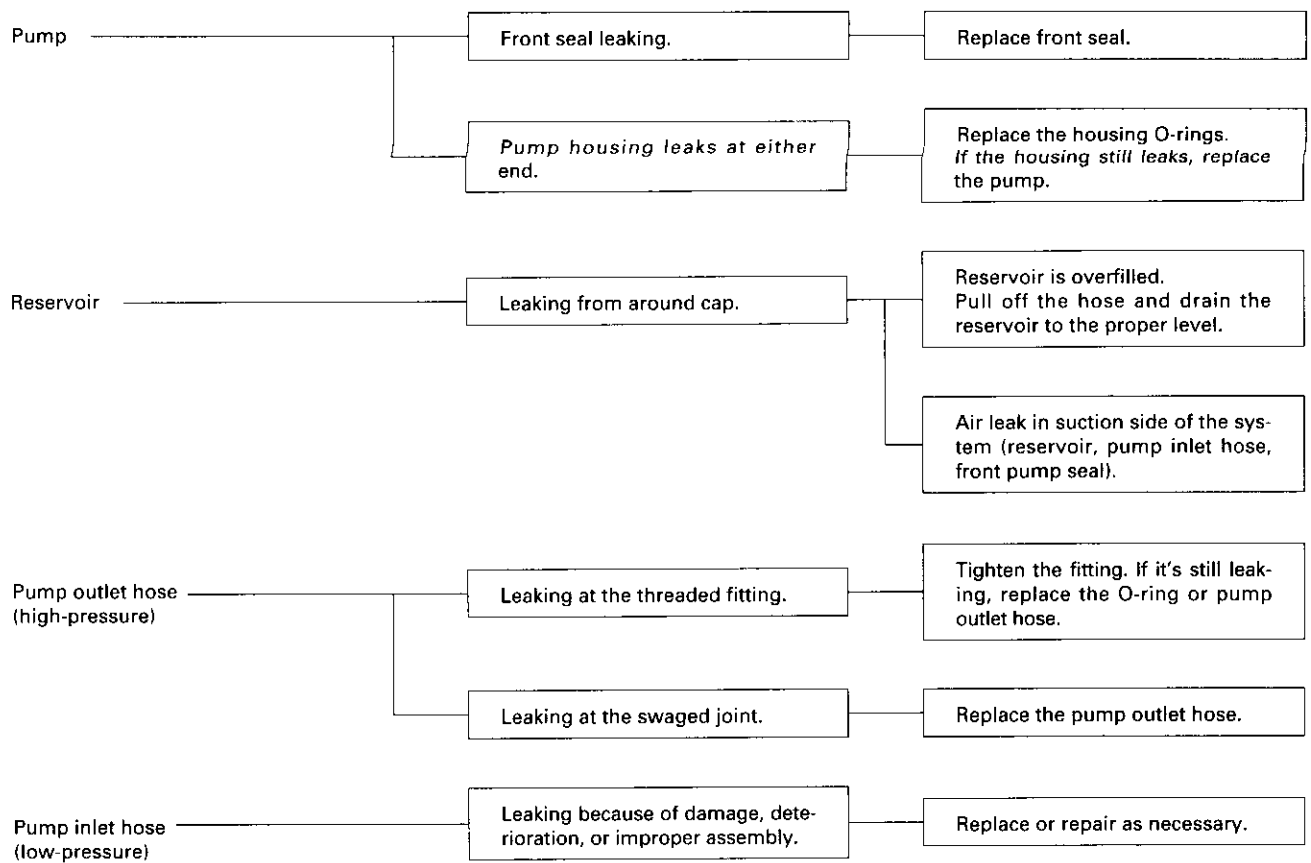 Pump
Front seal leaking.
Replace front seal.
Pump housing leaks at either
end.
Replace the housing O-rings.
If the housing still leaks, replace
the pump.
Reservoir
Leaking from around cap.
Reservoir is overfilled.
Pull off the hose and drain the
reservoir to the proper level.
Air leak in suction side of the sys-
tem (reservoir, pump inlet hose,
front pump seal).
Pump outlet hose
(high-pressure)
Leaking at the threaded fitting.
Tighten the fitting. If it's still leak-
ing, replace the O-ring or pump
outlet hose.
Leaking at the swaged joint.
Replace the pump outlet hose.
Pump inlet hose
(low-pressure)
Leaking because of damage, dete-
rioration, or improper assembly.
Replace or repair as necessary.